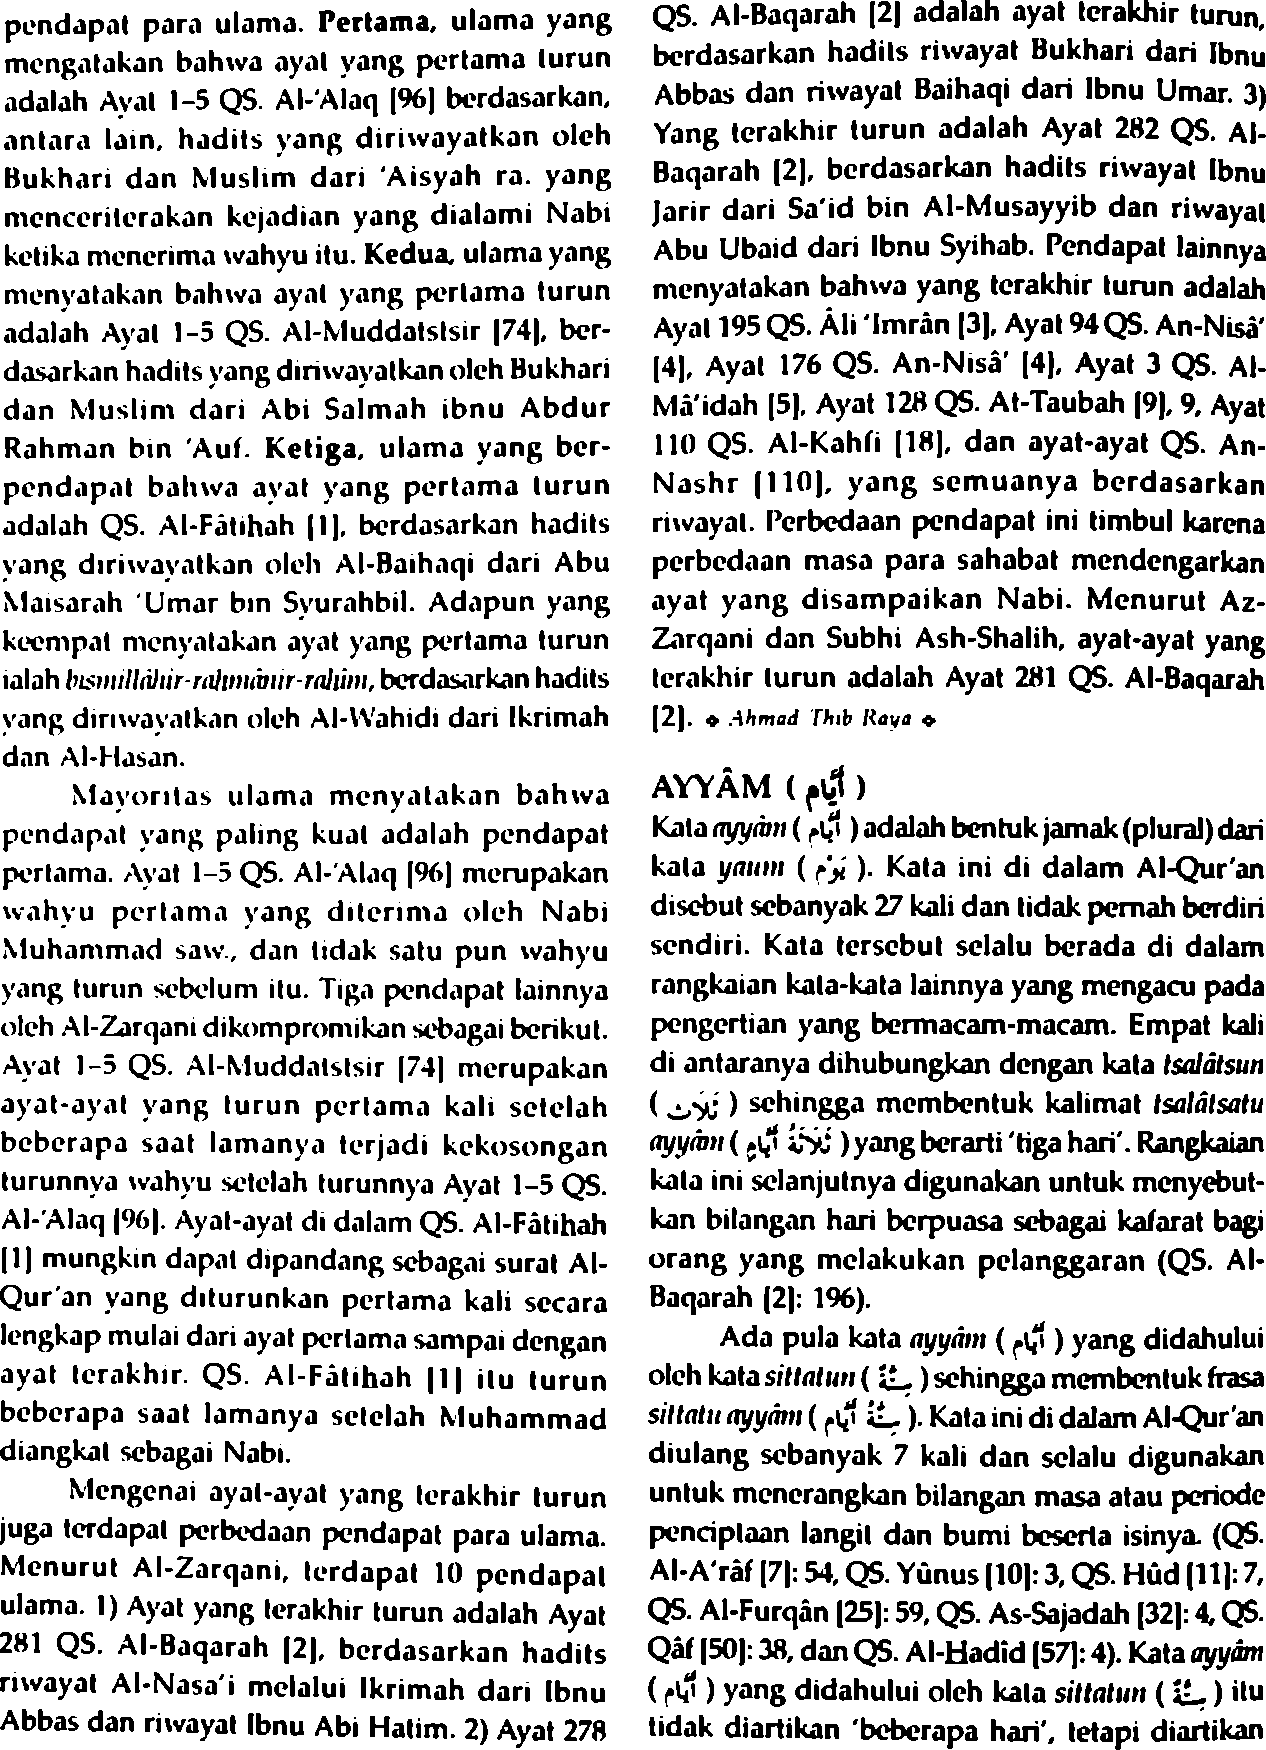 pendapat para ulama. Pertama, ulama yang
mengatakan bahwa ayat yang pertama turun
adalah Ayat 1–5 QS. Al-'Alaq [96] berdasarkan,
antara lain, hadits yang diriwayatkan oleh
Bukhari dan Muslim dari 'Aisyah ra. yang
menceriterakan kejadian yang dialami Nabi
ketika menerima wahyu itu. Kedua, ulama yang
menyatakan bahwa ayat yang pertama turun
adalah Ayat 1–5 QS. Al-Muddatstsir [74], ber-
dasarkan hadits yang diriwayatkan oleh Bukhari
dan Muslim dari Abi Salmah ibnu Abdur
Rahman bin 'Auf. Ketiga, ulama yang ber-
pendapat bahwa ayat yang pertama turun
adalah QS. Al-Fâtihah [1], berdasarkan hadits
yang diriwayatkan oleh Al-Baihaqi dari Abu
Maisarah 'Umar bin Syurahbil. Adapun yang
keempat menyatakan ayat yang pertama turun
ialah bismillâhir-rahmânir-rahîm, berdasarkan hadits
yang diriwayatkan oleh Al-Wahidi dari Ikrimah
dan Al-Hasan.
Mayoritas ulama menyatakan bahwa
pendapat yang paling kuat adalah pendapat
pertama. Ayat 1–5 QS. Al-'Alaq [96] merupakan
wahyu pertama yang diterima oleh Nabi
Muhammad saw., dan tidak satu pun wahyu
yang turun sebelum itu. Tiga pendapat lainnya
oleh Al-Zarqani dikompromikan sebagai berikut.
Ayat 1–5 QS. Al-Muddatstsir [74] merupakan
ayat-ayat yang turun pertama kali setelah
beberapa saat lamanya terjadi kekosongan
turunnya wahyu setelah turunnya Ayat 1–5 QS.
Al-'Alaq [96]. Ayat-ayat di dalam QS. Al-Fâtihah
[1] mungkin dapat dipandang sebagai surat Al-
Qur'an yang diturunkan pertama kali secara
lengkap mulai dari ayat pertama sampai dengan
ayat terakhir. QS. Al-Fâtihah [1] itu turun
beberapa saat lamanya setelah Muhammad
diangkat sebagai Nabi.
Mengenai ayat-ayat yang terakhir turun
juga terdapat perbedaan pendapat para ulama.
Menurut Al-Zarqani, terdapat 10 pendapat
ulama. 1) Ayat yang terakhir turun adalah Ayat
281 QS. Al-Baqarah [2], berdasarkan hadits
riwayat Al-Nasa'i melalui Ikrimah dari Ibnu
Abbas dan riwayat Ibnu Abi Hatim. 2) Ayat 278
QS. Al-Baqarah [2] adalah ayat terakhir turun,
berdasarkan hadits riwayat Bukhari dari Ibnu
Abbas dan riwayat Baihaqi dari Ibnu Umar. 3)
Yang terakhir turun adalah Ayat 282 QS. Al-
Baqarah [2], berdasarkan hadits riwayat Ibnu
Jarir dari Sa'id bin Al-Musayyib dan riwayat
Abu Ubaid dari Ibnu Syihab. Pendapat lainnya
menyatakan bahwa yang terakhir turun adalah
Ayat 195 QS. Âli 'Imrân [3], Ayat 94 QS. An-Nisâ'
[4], Ayat 176 QS. An-Nisâ' [4], Ayat 3 QS. Al-
Mâ'idah [5], Ayat 128 QS. At-Taubah [9], 9, Ayat
110 QS. Al-Kahfi [18], dan ayat-ayat QS. An-
Nashr [110], yang semuanya berdasarkan
riwayat. Perbedaan pendapat ini timbul karena
perbedaan masa para sahabat mendengarkan
ayat yang disampaikan Nabi. Menurut Az-
Zarqani dan Subhi Ash-Shalih, ayat-ayat yang
terakhir turun adalah Ayat 281 QS. Al-Baqarah
[2]. ⬥ Ahmad Thib Raya ⬥
AYYÂM ( أَيَّام )
Kata ayyâm ( أَيَّام ) adalah bentuk jamak (plural) dari
kata yaum ( يَوْم ). Kata ini di dalam Al-Qur'an
disebut sebanyak 27 kali dan tidak pernah berdiri
sendiri. Kata tersebut selalu berada di dalam
rangkaian kata-kata lainnya yang mengacu pada
pengertian yang bermacam-macam. Empat kali
di antaranya dihubungkan dengan kata tsalâtsun
( ثَلَاث ) sehingga membentuk kalimat tsalâtsatu
ayyâm ( ثَلَاثَةُ أَيَّام ) yang berarti 'tiga hari'. Rangkaian
kata ini selanjutnya digunakan untuk menyebut-
kan bilangan hari berpuasa sebagai kafarat bagi
orang yang melakukan pelanggaran (QS. Al-
Baqarah [2]: 196).
Ada pula kata ayyâm ( أَيَّام ) yang didahului
oleh kata sittatun ( سِتَّةٌ ) sehingga membentuk frasa
sittatu ayyâm ( سِتَّةُ أَيَّام ). Kata ini di dalam Al-Qur'an
diulang sebanyak 7 kali dan selalu digunakan
untuk menerangkan bilangan masa atau periode
penciptaan langit dan bumi beserta isinya. (QS.
Al-A'râf [7]: 54, QS. Yûnus [10]: 3, QS. Hûd [11]: 7,
QS. Al-Furqân [25]: 59, QS. As-Sajadah [32]: 4, QS.
Qâf [50]: 38, dan QS. Al-Hadîd [57]: 4). Kata ayyâm
( أَيَّام ) yang didahului oleh kata sittatun ( سِتَّةٌ ) itu
tidak diartikan 'beberapa hari', tetapi diartikan